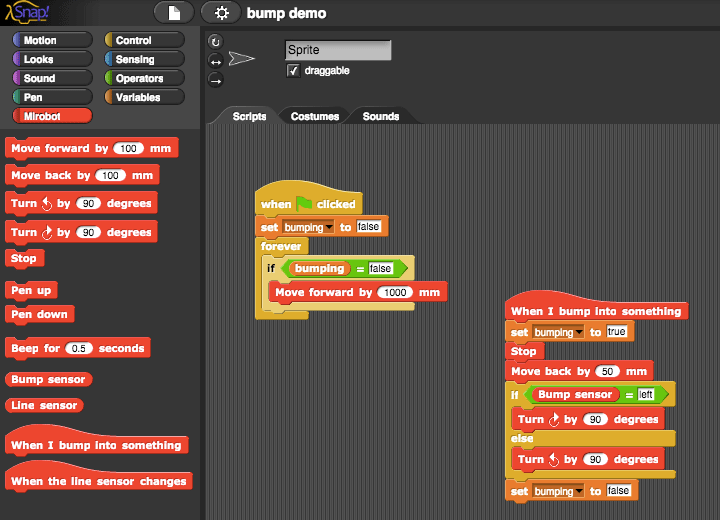 Snap!
bump demo
Motion
Control
Looks
Sensing
Sound
Operators
Pen
Variables
Mirobot
Sprite
draggable
Scripts Costumes Sounds
Move forward by 100 mm
Move back by 100 mm
Turn by 90 degrees
Turn by 90 degrees
Stop
Pen up
Pen down
Beep for 0.5 seconds
Bump sensor
Line sensor
When I bump into something
When the line sensor changes
when clicked
set bumping to false
forever
if bumping = false
Move forward by 1000 mm
When I bump into something
set bumping to true
Stop
Move back by 50 mm
if Bump sensor = left
Turn by 90 degrees
else
Turn by 90 degrees
set bumping to false